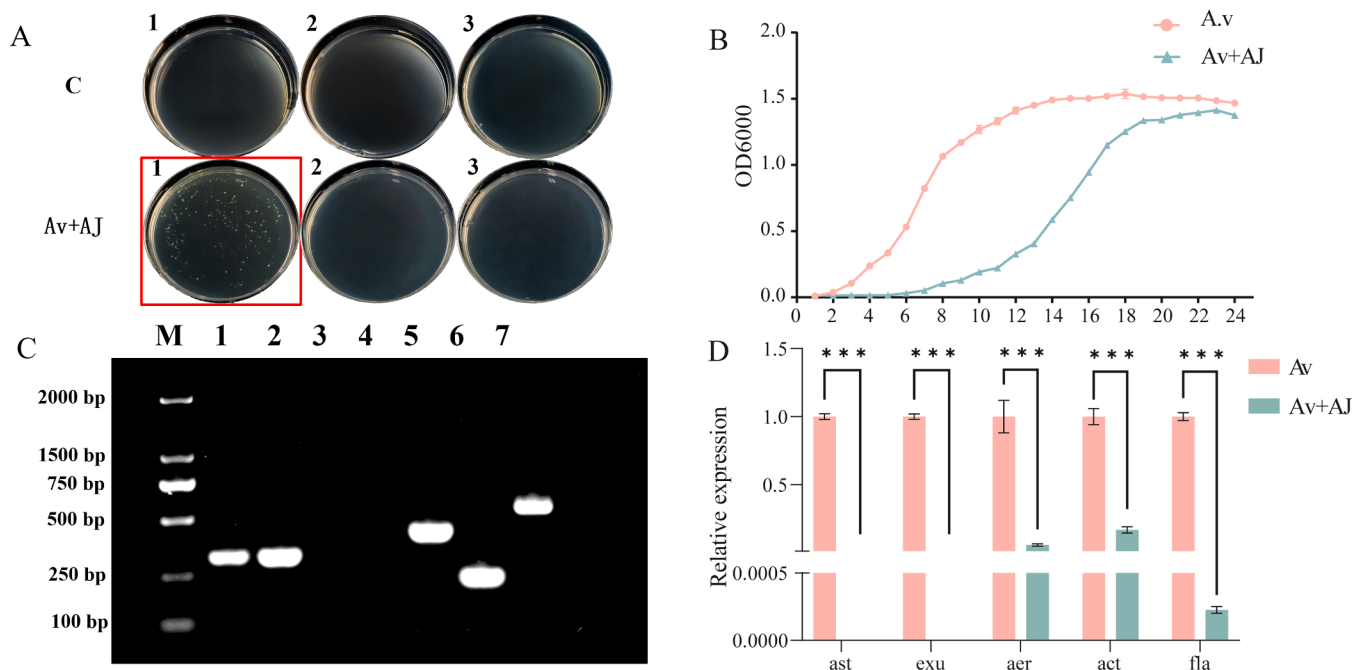 A
1 2 3
C
1 2 3
Av+AJ
B
A.v
Av+AJ
2.0
1.5
1.0
0.5
0.0
OD6000
0 2 4 6 8 10 12 14 16 18 20 22 24
C
M 1 2 3 4 5 6 7
2000 bp
1500 bp
750 bp
500 bp
250 bp
100 bp
D
Relative expression
1.5
1.0
0.5
0.0005
0.0000
*** *** *** *** ***
Av
Av+AJ
ast exu aer act fla